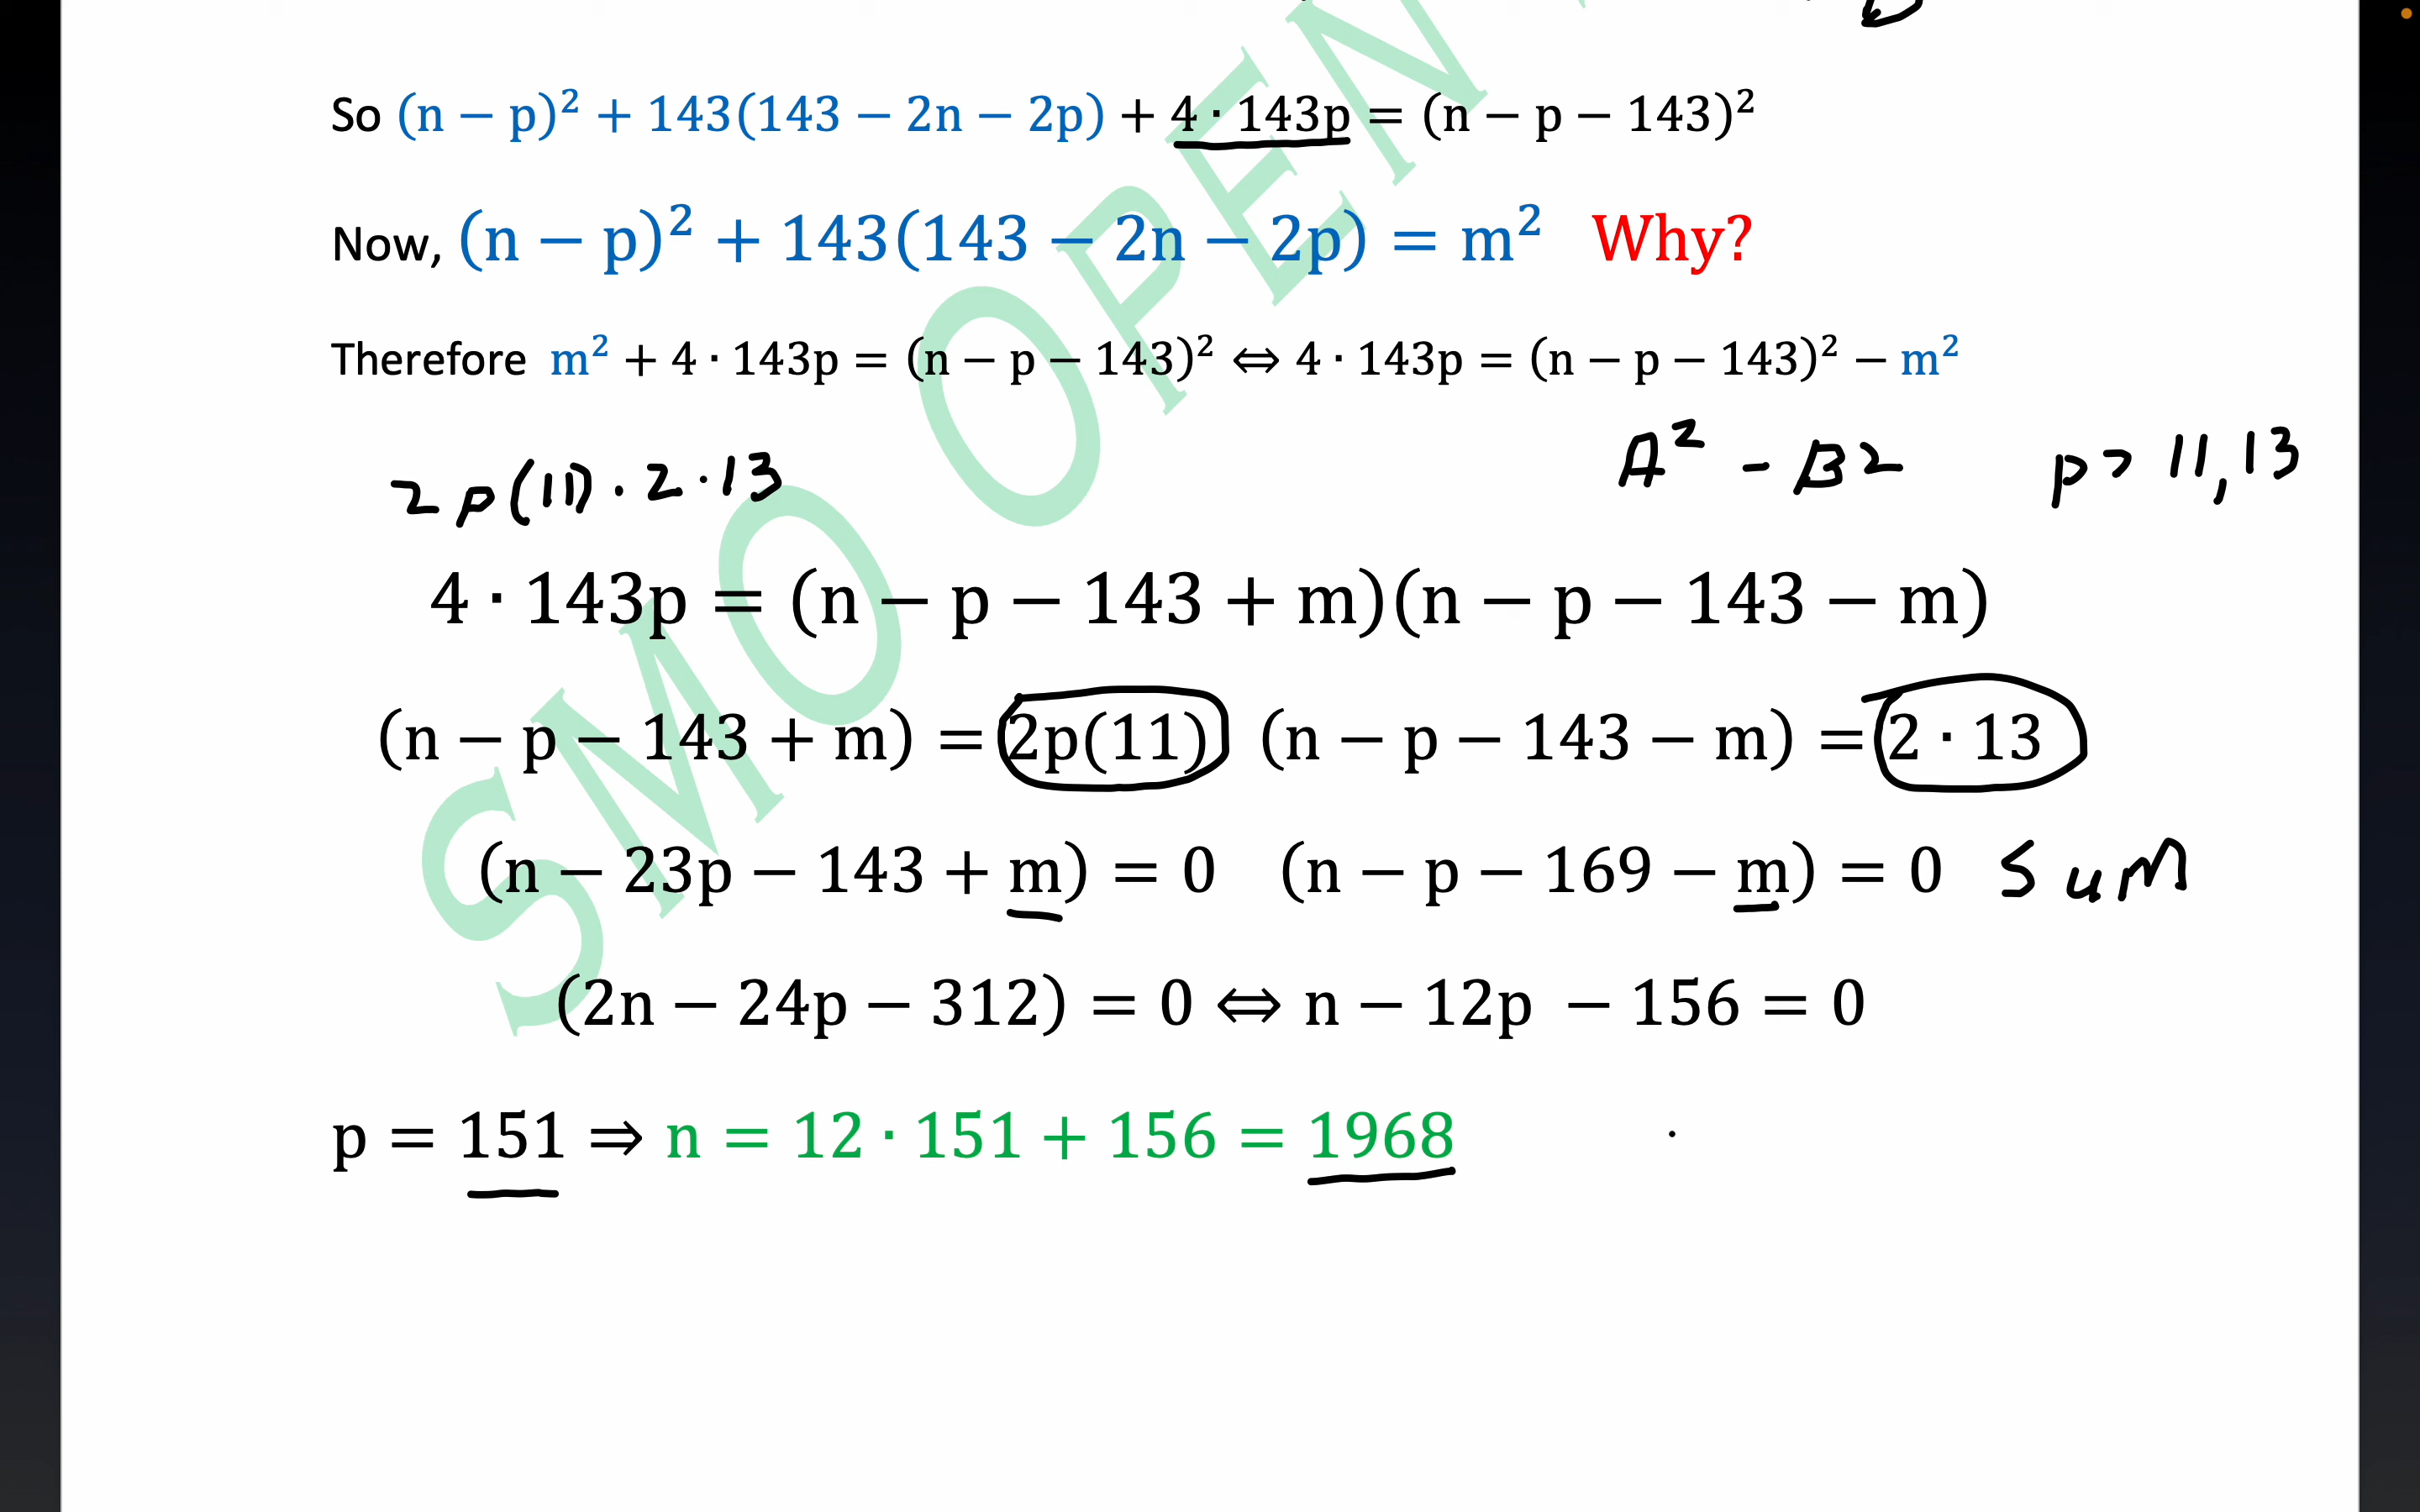 So (n − p)² + 143(143 − 2n − 2p) + 4 · 143p = (n − p − 143)²
Now, (n − p)² + 143(143 − 2n − 2p) = m² Why?
Therefore m² + 4 · 143p = (n − p − 143)² ⇔ 4 · 143p = (n − p − 143)² − m²
2p(11) · 2 · 13 A² − B² p > 11, 13
4 · 143p = (n − p − 143 + m)(n − p − 143 − m)
(n − p − 143 + m) = 2p(11) (n − p − 143 − m) = 2 · 13
(n − 23p − 143 + m) = 0 (n − p − 169 − m) = 0 SUM
(2n − 24p − 312) = 0 ⇔ n − 12p − 156 = 0
p = 151 ⇒ n = 12 · 151 + 156 = 1968
SMO OPEN